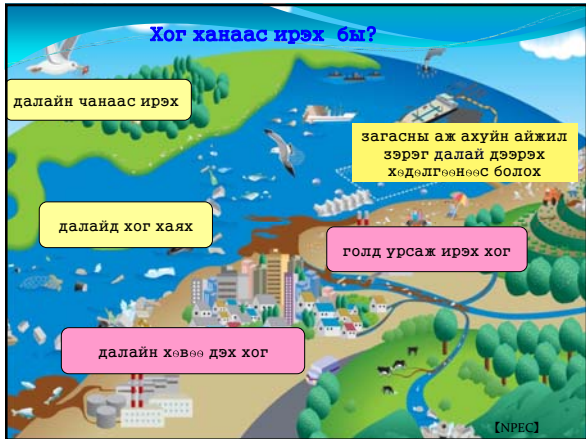 Хог ханаас ирэх бы?
далайн чанаас ирэх
загасны аж ахуйн айжил
зэрэг далай дээрэх
хөдөлгөөнөөс болох
далайд хог хаях
голд урсаж ирэх хог
далайн хөвөө дэх хог
【NPEC】